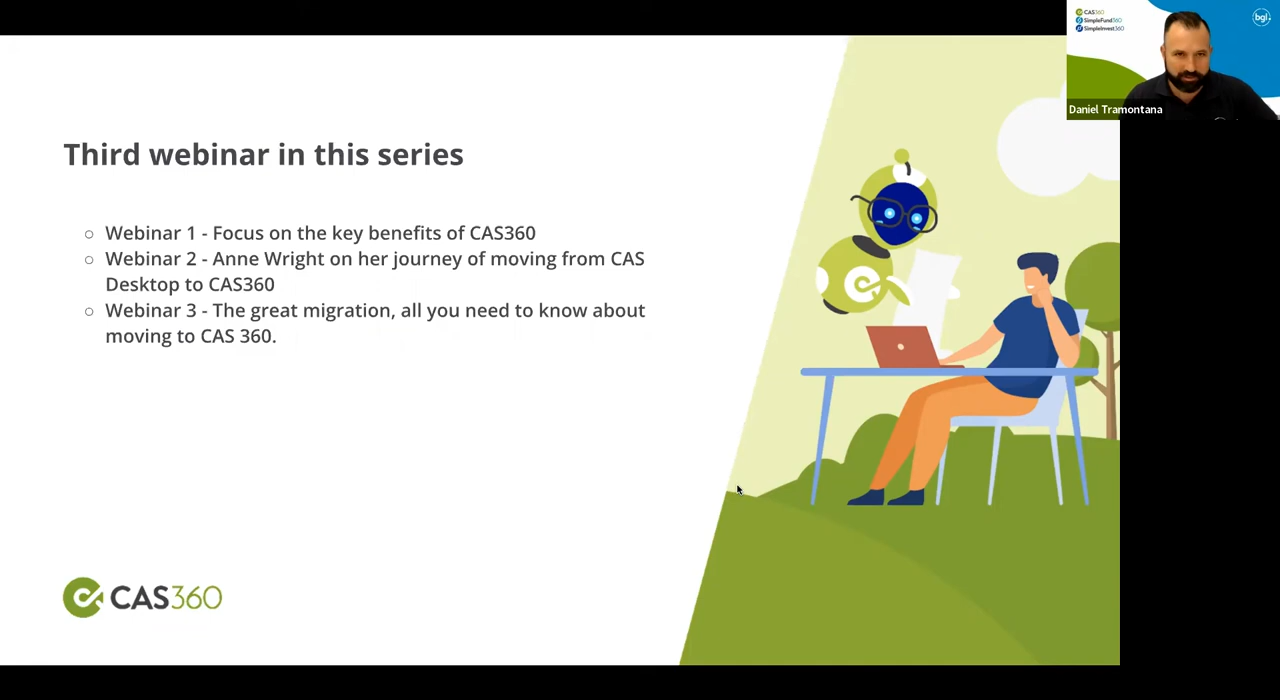 CAS360
SimpleFund360
SimpleInvest360
bgl
Daniel Tramontana
Third webinar in this series
Webinar 1 - Focus on the key benefits of CAS360
Webinar 2 - Anne Wright on her journey of moving from CAS
Desktop to CAS360
Webinar 3 - The great migration, all you need to know about
moving to CAS 360.
CAS360